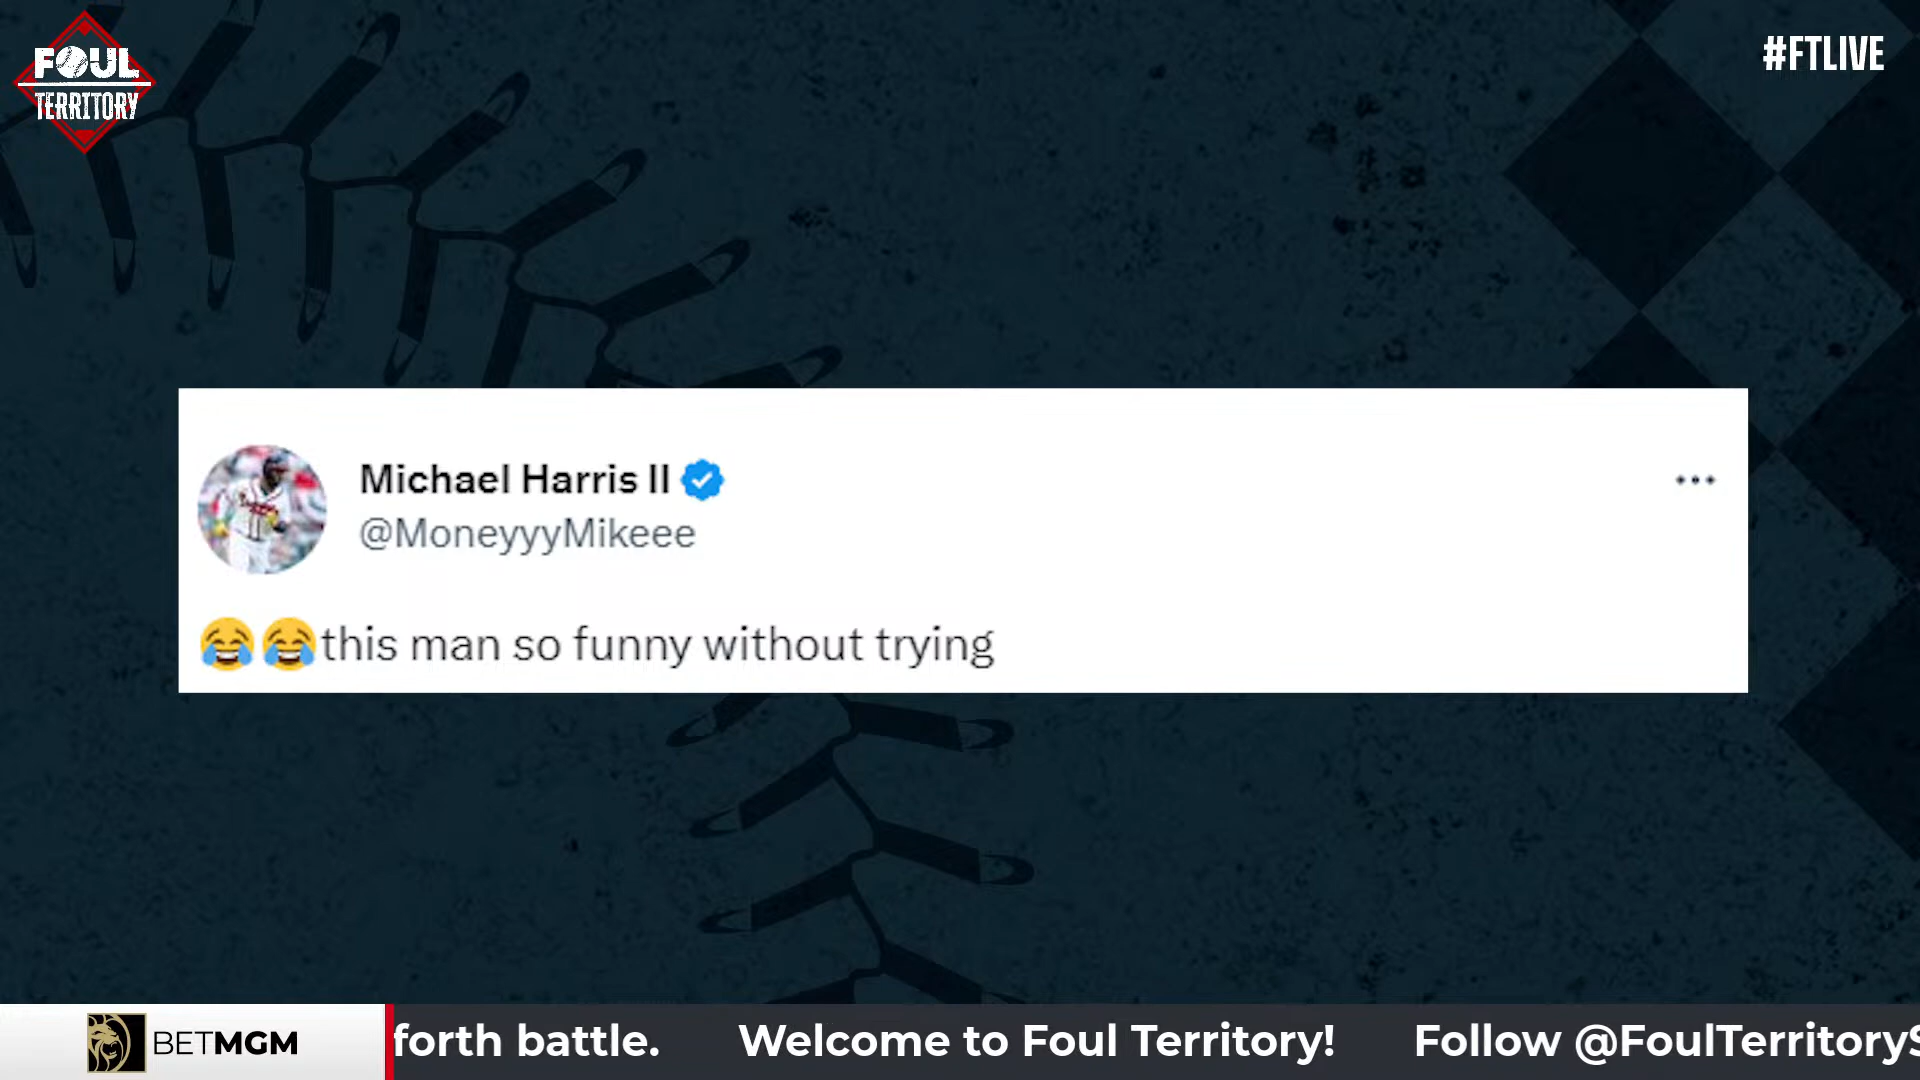 FOUL
TERRITORY
#FTLIVE
Michael Harris II
@MoneyyyMikeee
😂😂this man so funny without trying
BETMGM
forth battle. Welcome to Foul Territory! Follow @FoulTerritoryS